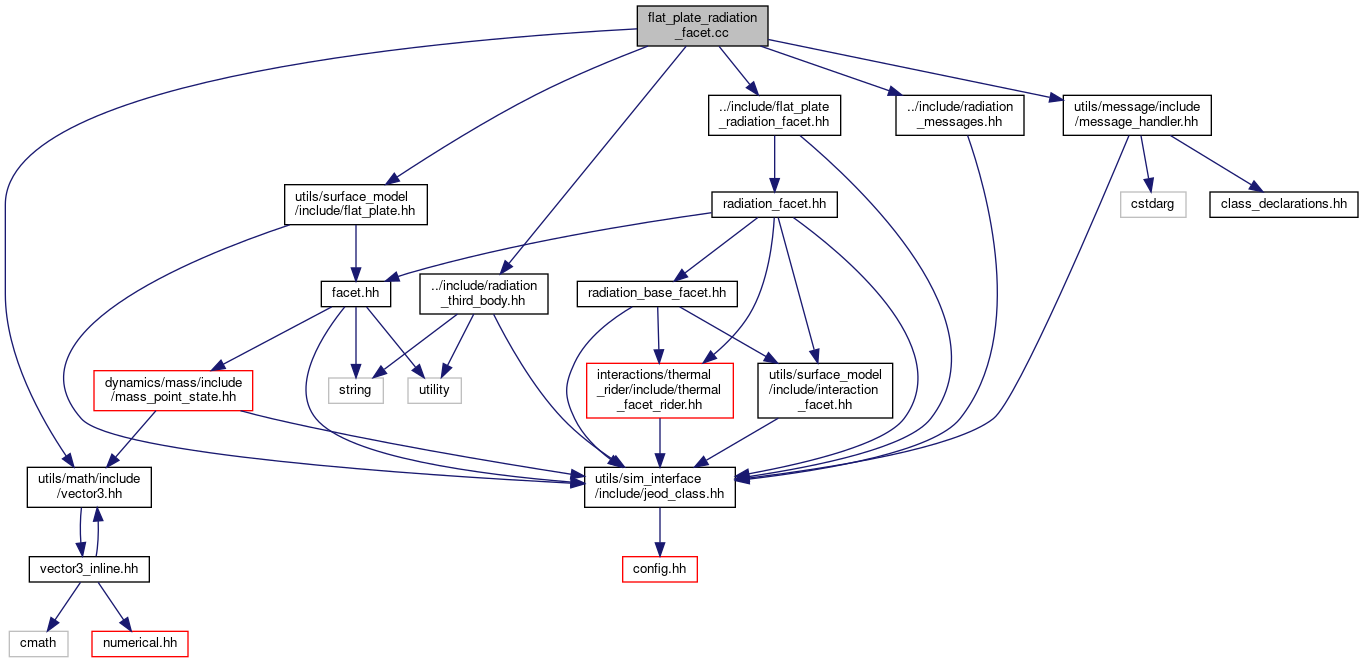 flat_plate_radiation
_facet.cc
../include/flat_plate
_radiation_facet.hh
../include/radiation
_messages.hh
utils/message/include
/message_handler.hh
utils/surface_model
/include/flat_plate.hh
radiation_facet.hh
cstdarg
class_declarations.hh
facet.hh
../include/radiation
_third_body.hh
radiation_base_facet.hh
dynamics/mass/include
/mass_point_state.hh
string
utility
interactions/thermal
_rider/include/thermal
_facet_rider.hh
utils/surface_model
/include/interaction
_facet.hh
utils/math/include
/vector3.hh
utils/sim_interface
/include/jeod_class.hh
vector3_inline.hh
config.hh
cmath
numerical.hh